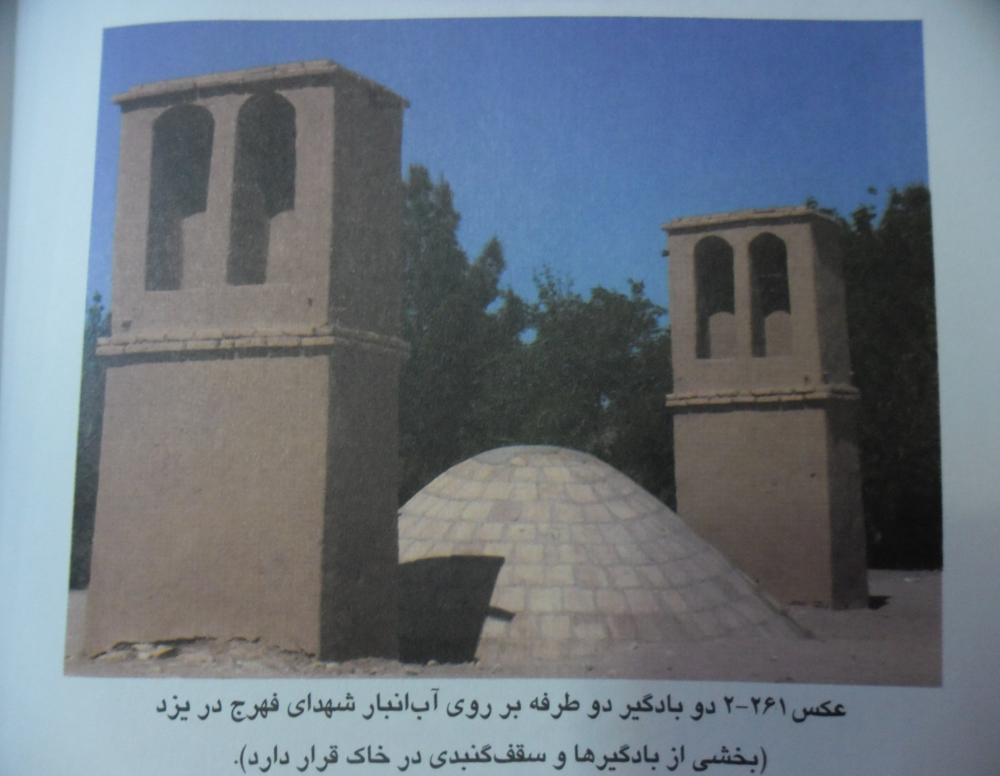 عکس ۲۶۱-۲ دو بادگیر دو طرفه بر روی آب‌انبار شهدای فهرج در یزد
(بخشی از بادگیرها و سقف‌گنبدی در خاک قرار دارد).